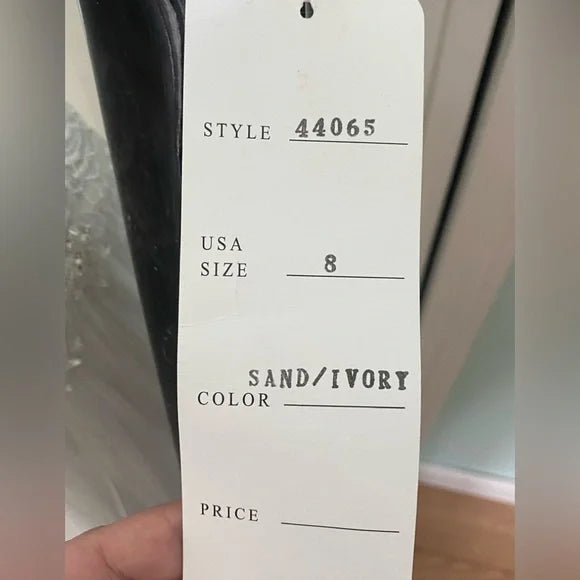 STYLE 44065
USA
SIZE 8
SAND/IVORY
COLOR
PRICE